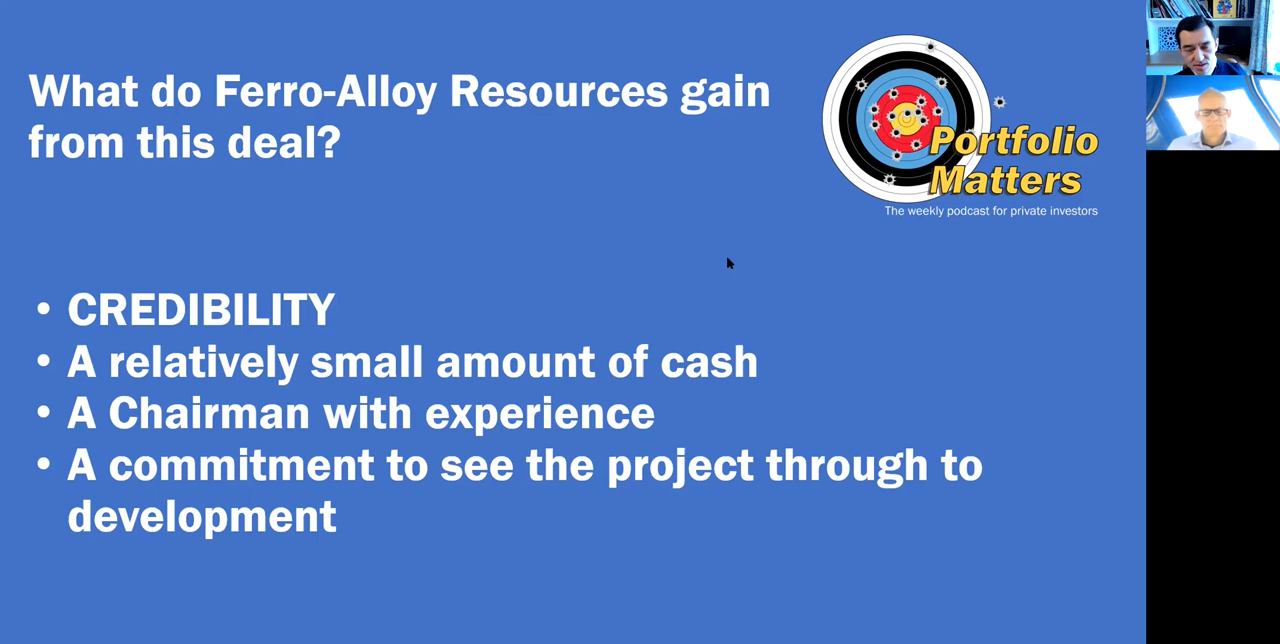 What do Ferro-Alloy Resources gain
from this deal?
Portfolio
Matters
The weekly podcast for private investors
• CREDIBILITY
• A relatively small amount of cash
• A Chairman with experience
• A commitment to see the project through to
development